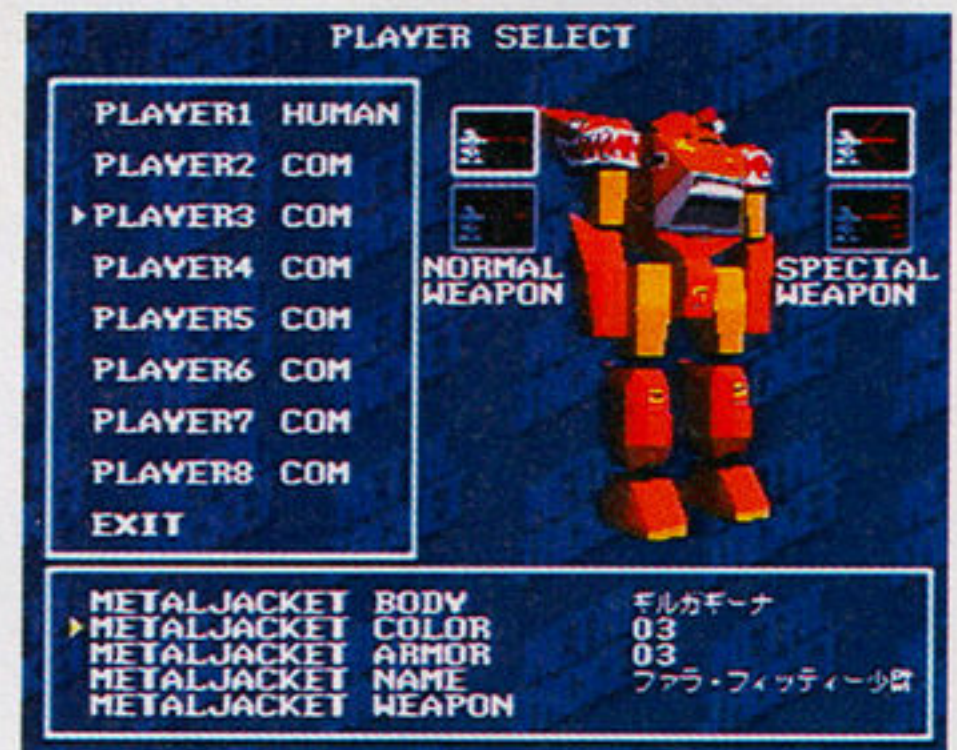 PLAYER SELECT
PLAYER1 HUMAN
PLAYER2 COM
PLAYER3 COM
PLAYER4 COM
PLAYER5 COM
PLAYER6 COM
PLAYER7 COM
PLAYER8 COM
EXIT
NORMAL
WEAPON
SPECIAL
WEAPON
METALJACKET BODY ギルガギーナ
METALJACKET COLOR 03
METALJACKET ARMOR 03
METALJACKET NAME ファラ・フィッティー少尉
METALJACKET WEAPON